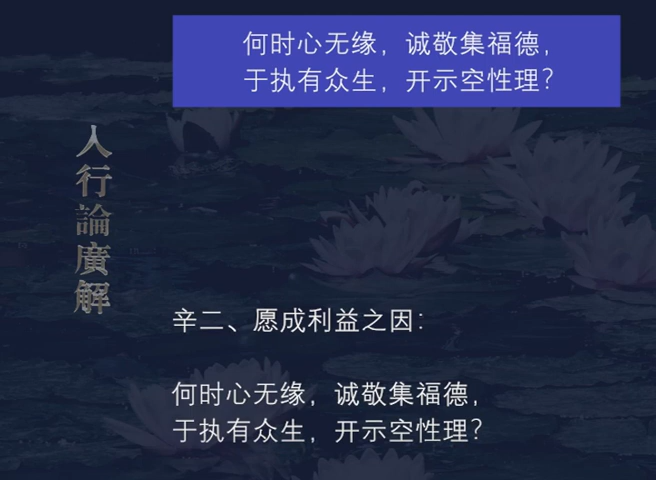 何时心无缘，诚敬集福德，
于执有众生，开示空性理？
入行論廣解
辛二、愿成利益之因：
何时心无缘，诚敬集福德，
于执有众生，开示空性理？